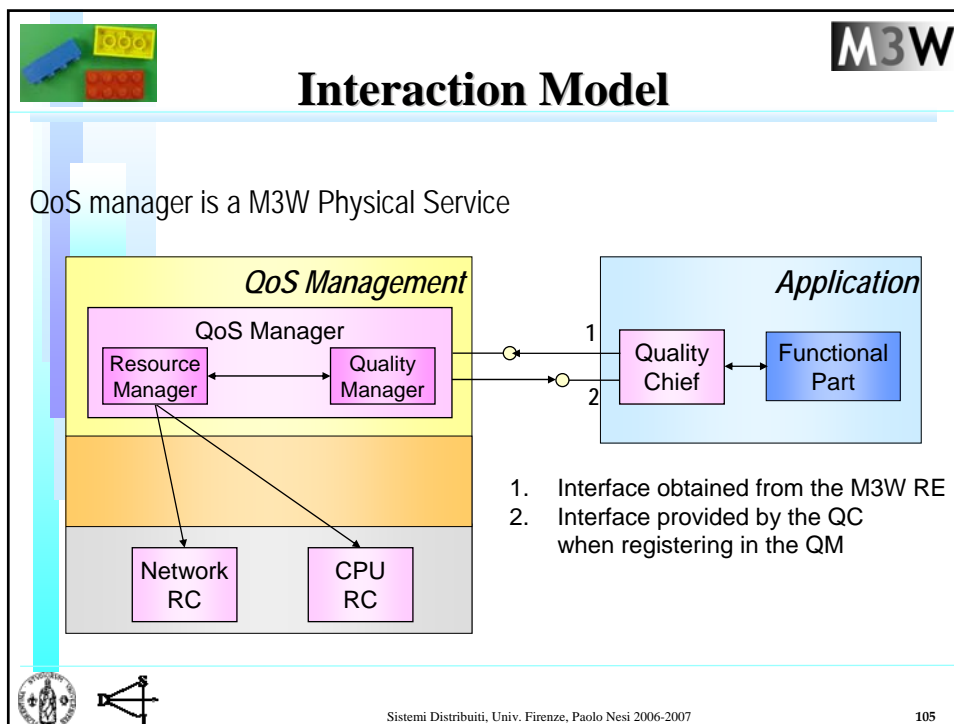 M3W
Interaction Model
QoS manager is a M3W Physical Service
QoS Management
QoS Manager
Resource
Manager
Quality
Manager
Network
RC
CPU
RC
1
2
Application
Quality
Chief
Functional
Part
1. Interface obtained from the M3W RE
2. Interface provided by the QC
when registering in the QM
D S
I
Sistemi Distribuiti, Univ. Firenze, Paolo Nesi 2006-2007
105